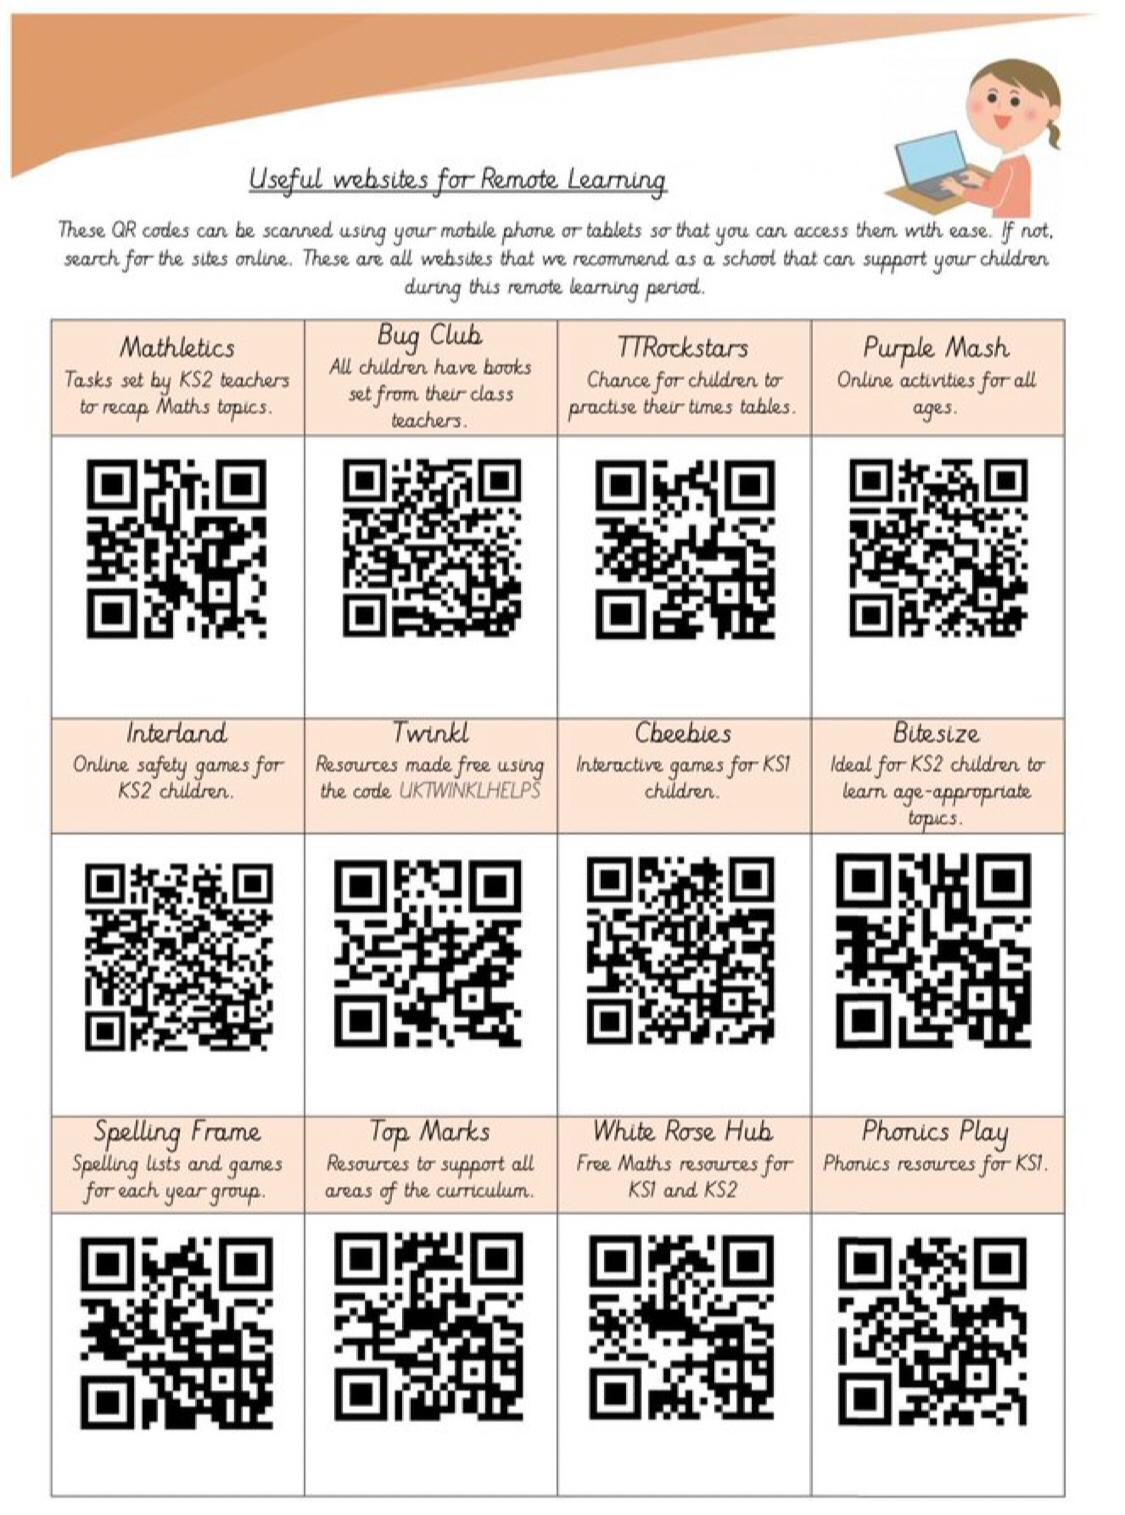 Useful websites for Remote Learning
These QR codes can be scanned using your mobile phone or tablets so that you can access them with ease. If not,
search for the sites online. These are all websites that we recommend as a school that can support your children
during this remote learning period.
Mathletics
Tasks set by KS2 teachers
to recap Maths topics.
Bug Club
All children have books
set from their class
teachers.
TTRockstars
Chance for children to
practise their times tables.
Purple Mash
Online activities for all
ages.
Interland
Online safety games for
KS2 children.
Twinkl
Resources made free using
the code UKTWINKLHELPS
Cbeebies
Interactive games for KS1
children.
Bitesize
Ideal for KS2 children to
learn age-appropriate
topics.
Spelling Frame
Spelling lists and games
for each year group.
Top Marks
Resources to support all
areas of the curriculum.
White Rose Hub
Free Maths resources for
KS1 and KS2
Phonics Play
Phonics resources for KS1.